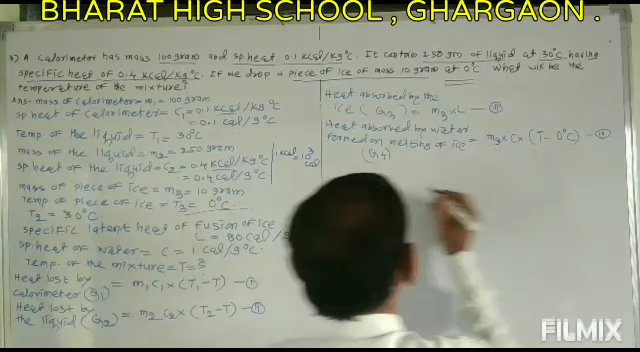 BHARAT HIGH SCHOOL , GHARGAON .
A calorimeter has mass 100 gram and sp. heat 0.1 kcal/kg°C. It contain 250 gm of liquid at 30°C having
specific heat of 0.4 kcal/kg°C. If we drop a piece of ice of mass 10 gram at 0°C what will be the
temperature of the mixture?
Ans: mass of calorimeter = m1 = 100 gram
sp. heat of calorimeter = C1 = 0.1 kcal/kg°C
= 0.1 cal/g°C
Temp of the liquid = T1 = 30°C
mass of the liquid = m2 = 250 gram
sp. heat of the liquid = C2 = 0.4 kcal/kg°C
= 0.4 cal/g°C
1 kcal = 10³ cal
mass of piece of ice = m3 = 10 gram
Temp of piece of ice = T3 = 0°C
T2 = 30°C
specific latent heat of fusion of ice
L = 80 cal/
sp. heat of water = C = 1 cal/g°C
Temp. of the mixture = T = ?
Heat lost by
calorimeter (Q1) = m1 C1 × (T1 - T) — I
Heat lost by
the liquid (Q2) = m2 C2 × (T2 - T) — II
Heat absorbed by the
ice (Q3) = m3 × L — III
Heat absorbed by water
formed on melting of ice = m3 × C × (T - 0°C) — IV
(Q4)
FILMIX